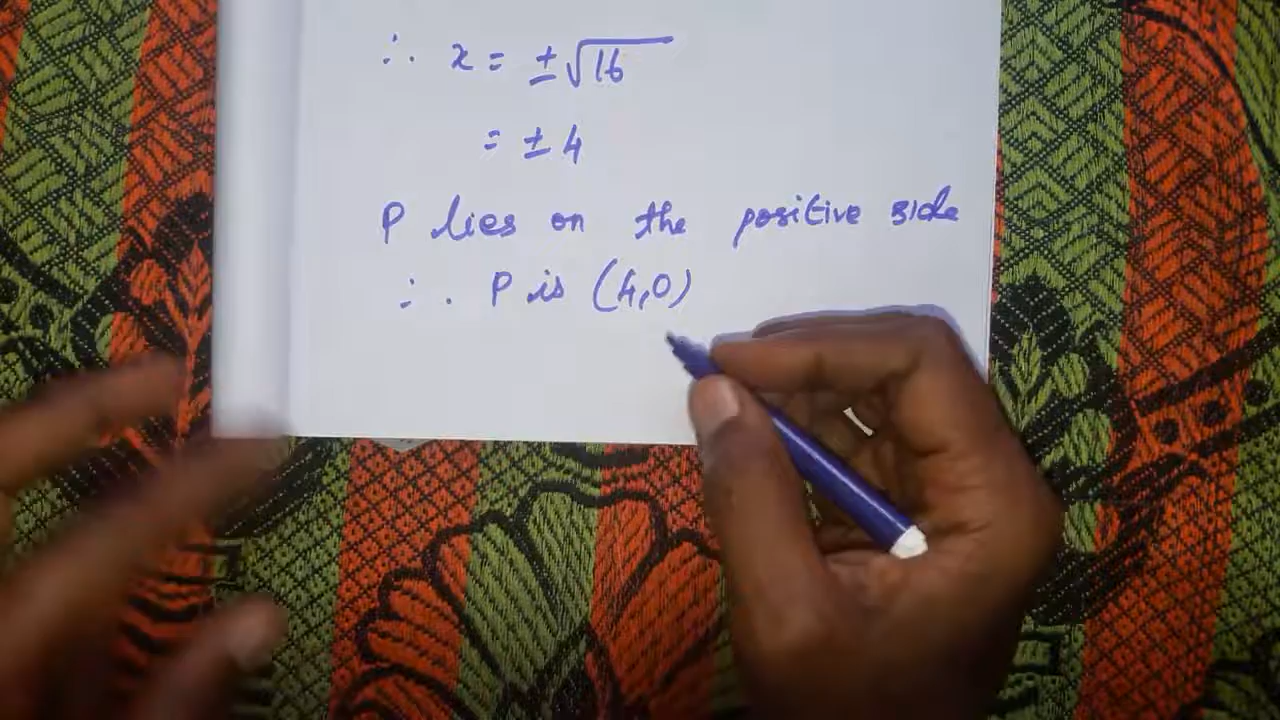 ∴ x = ±√16
= ± 4
P lies on the positive side
∴ P is (4,0)